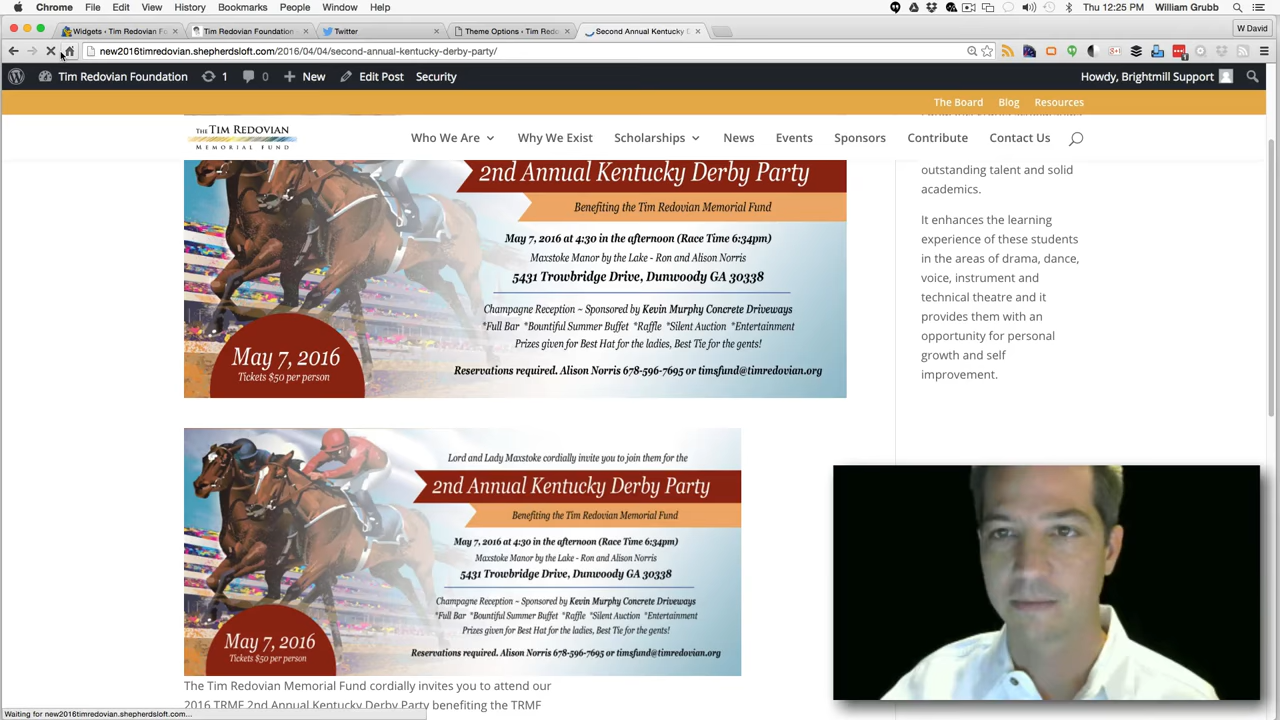 Chrome File Edit View History Bookmarks People Window Help Thu 12:25 PM William Grubb
Widgets ‹ Tim Redovian Fo Tim Redovian Foundation - Twitter Theme Options ‹ Tim Redo Second Annual Kentucky D W David
new2016timredovian.shepherdsloft.com/2016/04/04/second-annual-kentucky-derby-party/
Tim Redovian Foundation 1 0 New Edit Post Security Howdy, Brightmill Support
The Board Blog Resources
THE TIM REDOVIAN
MEMORIAL FUND
Who We Are Why We Exist Scholarships News Events Sponsors Contribute Contact Us
2nd Annual Kentucky Derby Party
Benefiting the Tim Redovian Memorial Fund
May 7, 2016 at 4:30 in the afternoon (Race Time 6:34pm)
Maxstoke Manor by the Lake - Ron and Alison Norris
5431 Trowbridge Drive, Dunwoody GA 30338
Champagne Reception ~ Sponsored by Kevin Murphy Concrete Driveways
*Full Bar *Bountiful Summer Buffet *Raffle *Silent Auction *Entertainment
Prizes given for Best Hat for the ladies, Best Tie for the gents!
Reservations required. Alison Norris 678-596-7695 or timsfund@timredovian.org
May 7, 2016
Tickets $50 per person
outstanding talent and solid
academics.
It enhances the learning
experience of these students
in the areas of drama, dance,
voice, instrument and
technical theatre and it
provides them with an
opportunity for personal
growth and self
improvement.
Lord and Lady Maxstoke cordially invite you to join them for the
2nd Annual Kentucky Derby Party
Benefiting the Tim Redovian Memorial Fund
May 7, 2016 at 4:30 in the afternoon (Race Time 6:34pm)
Maxstoke Manor by the Lake - Ron and Alison Norris
5431 Trowbridge Drive, Dunwoody GA 30338
Champagne Reception ~ Sponsored by Kevin Murphy Concrete Driveways
*Full Bar *Bountiful Summer Buffet *Raffle *Silent Auction *Entertainment
Prizes given for Best Hat for the ladies, Best Tie for the gents!
Reservations required. Alison Norris 678-596-7695 or timsfund@timredovian.org
May 7, 2016
Tickets $50 per person
The Tim Redovian Memorial Fund cordially invites you to attend our
2016 TRMF 2nd Annual Kentucky Derby Party benefiting the TRMF
Waiting for new2016timredovian.shepherdsloft.com...